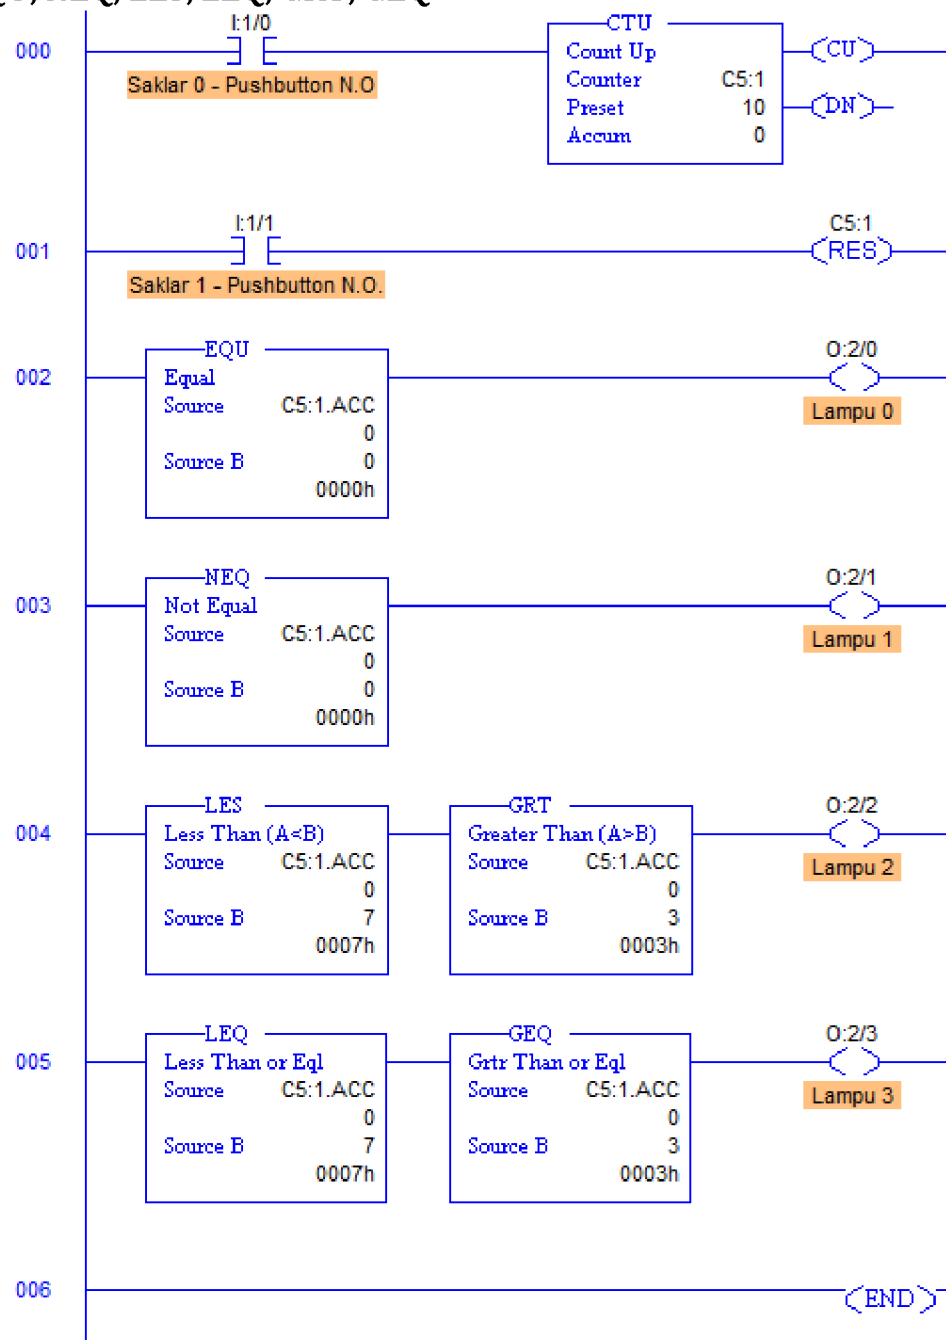 NEQ, LES, LEQ, GRT, GEQ
I:1/0
000
Saklar 0 - Pushbutton N.O
CTU
Count Up
Counter C5:1
Preset 10
Accum 0
CU
DN
I:1/1
001
Saklar 1 - Pushbutton N.O.
C5:1
RES
002
EQU
Equal
Source C5:1.ACC
0
Source B 0
0000h
O:2/0
Lampu 0
003
NEQ
Not Equal
Source C5:1.ACC
0
Source B 0
0000h
O:2/1
Lampu 1
004
LES
Less Than (A<B)
Source C5:1.ACC
0
Source B 7
0007h
GRT
Greater Than (A>B)
Source C5:1.ACC
0
Source B 3
0003h
O:2/2
Lampu 2
005
LEQ
Less Than or Eql
Source C5:1.ACC
0
Source B 7
0007h
GEQ
Grtr Than or Eql
Source C5:1.ACC
0
Source B 3
0003h
O:2/3
Lampu 3
006
END